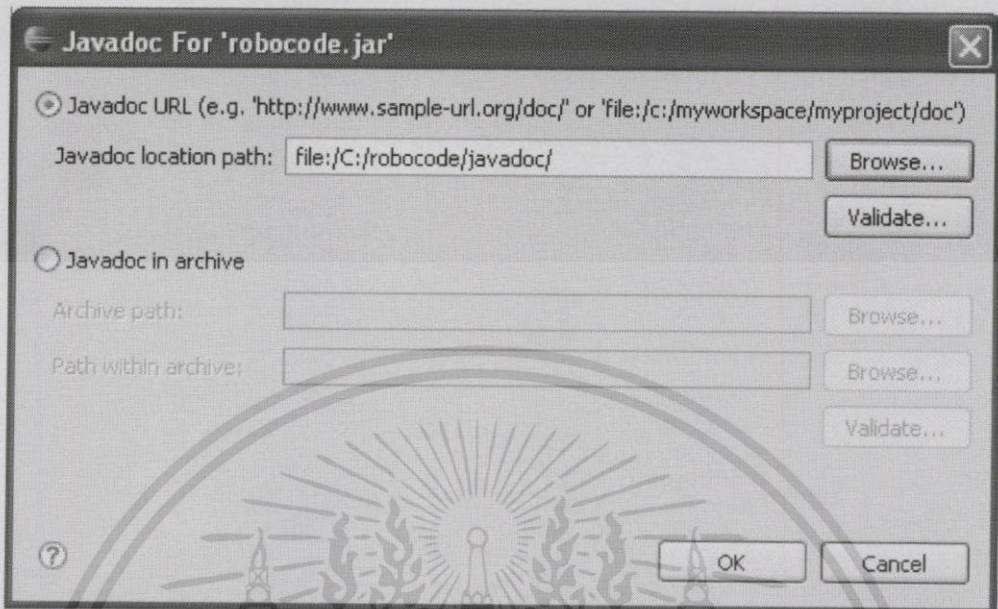 Javadoc For 'robocode.jar'
Javadoc URL (e.g. 'http://www.sample-url.org/doc/' or 'file:/c:/myworkspace/myproject/doc')
Javadoc location path: file:/C:/robocode/javadoc/ Browse...
Validate...
Javadoc in archive
Archive path: Browse...
Path within archive: Browse...
Validate...
? OK Cancel